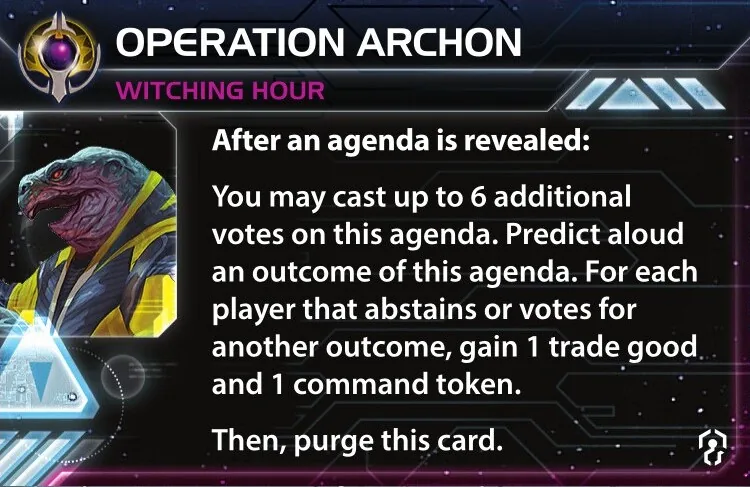 OPERATION ARCHON
WITCHING HOUR
After an agenda is revealed:
You may cast up to 6 additional
votes on this agenda. Predict aloud
an outcome of this agenda. For each
player that abstains or votes for
another outcome, gain 1 trade good
and 1 command token.
Then, purge this card.